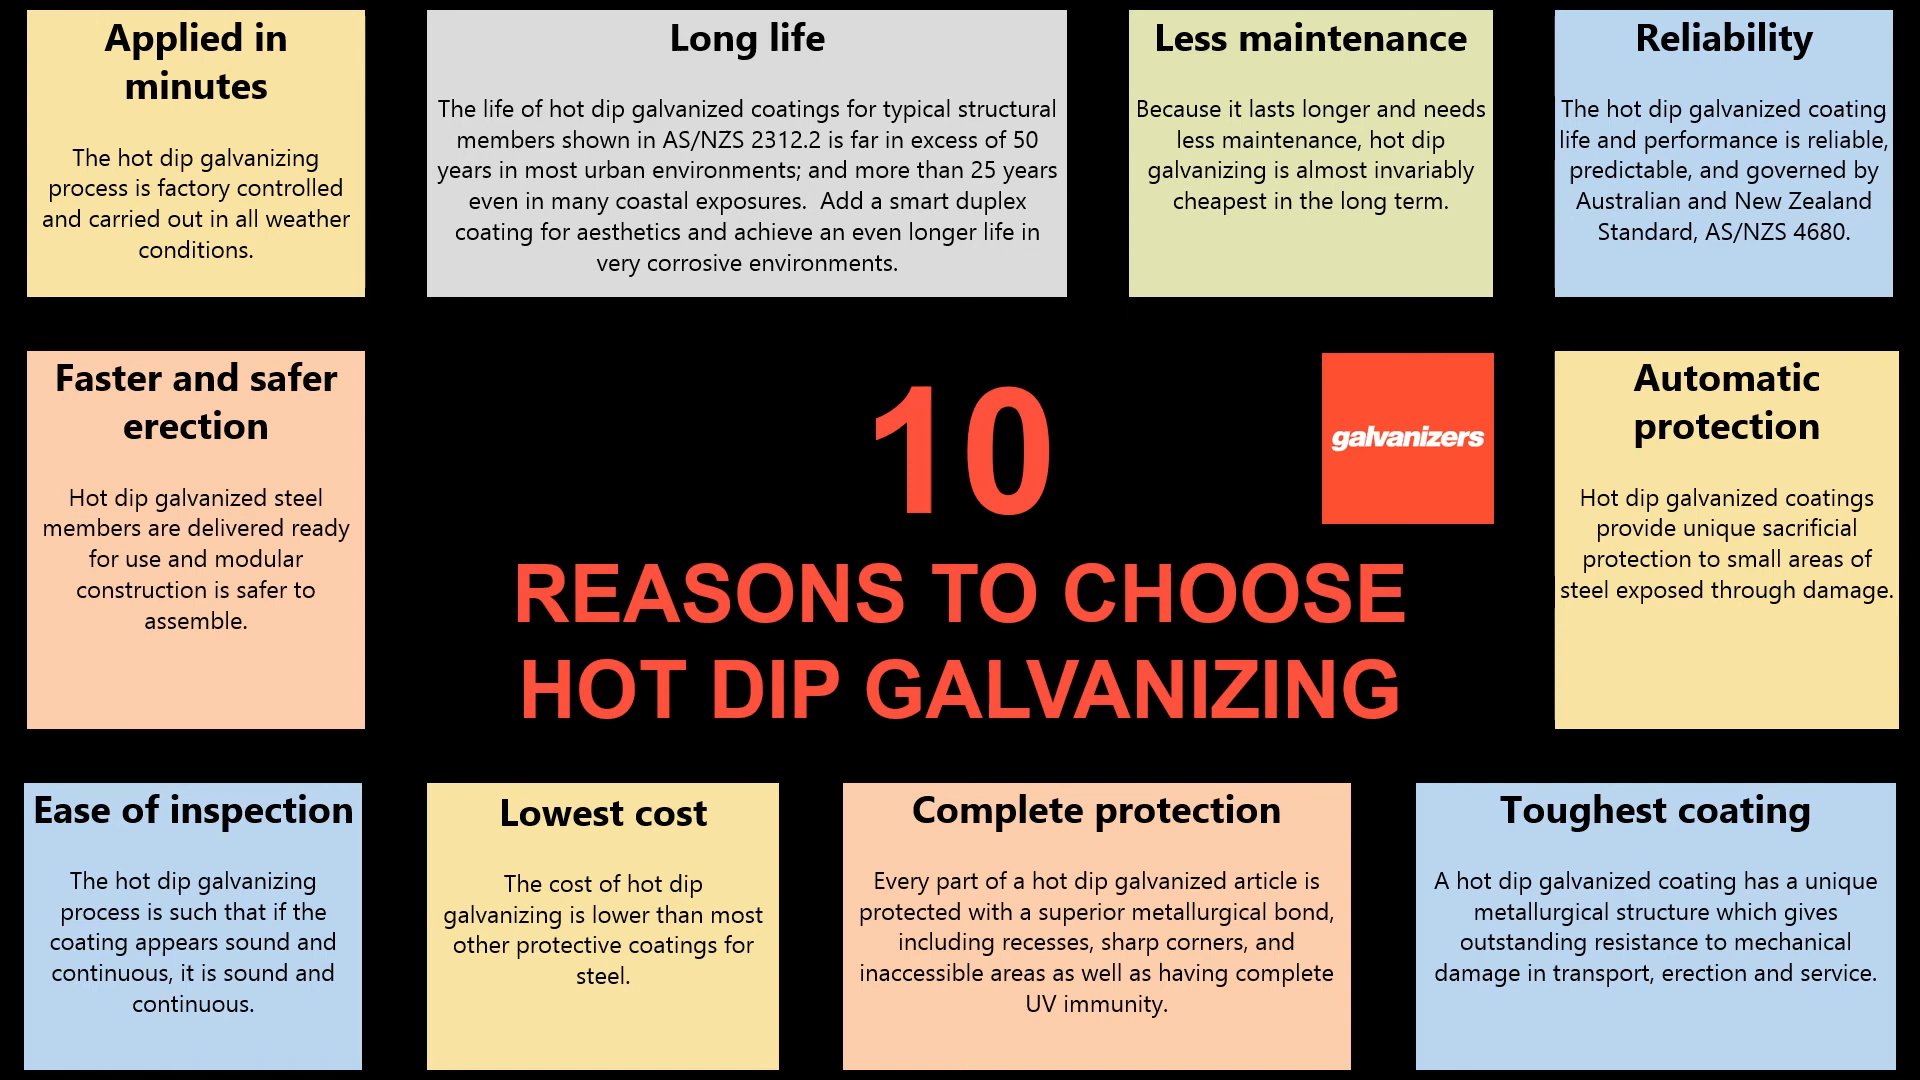 Applied in
minutes
The hot dip galvanizing
process is factory controlled
and carried out in all weather
conditions.
Long life
The life of hot dip galvanized coatings for typical structural
members shown in AS/NZS 2312.2 is far in excess of 50
years in most urban environments; and more than 25 years
even in many coastal exposures.  Add a smart duplex
coating for aesthetics and achieve an even longer life in
very corrosive environments.
Less maintenance
Because it lasts longer and needs
less maintenance, hot dip
galvanizing is almost invariably
cheapest in the long term.
Reliability
The hot dip galvanized coating
life and performance is reliable,
predictable, and governed by
Australian and New Zealand
Standard, AS/NZS 4680.
Faster and safer
erection
Hot dip galvanized steel
members are delivered ready
for use and modular
construction is safer to
assemble.
10
REASONS TO CHOOSE
HOT DIP GALVANIZING
galvanizers
Automatic
protection
Hot dip galvanized coatings
provide unique sacrificial
protection to small areas of
steel exposed through damage.
Ease of inspection
The hot dip galvanizing
process is such that if the
coating appears sound and
continuous, it is sound and
continuous.
Lowest cost
The cost of hot dip
galvanizing is lower than most
other protective coatings for
steel.
Complete protection
Every part of a hot dip galvanized article is
protected with a superior metallurgical bond,
including recesses, sharp corners, and
inaccessible areas as well as having complete
UV immunity.
Toughest coating
A hot dip galvanized coating has a unique
metallurgical structure which gives
outstanding resistance to mechanical
damage in transport, erection and service.